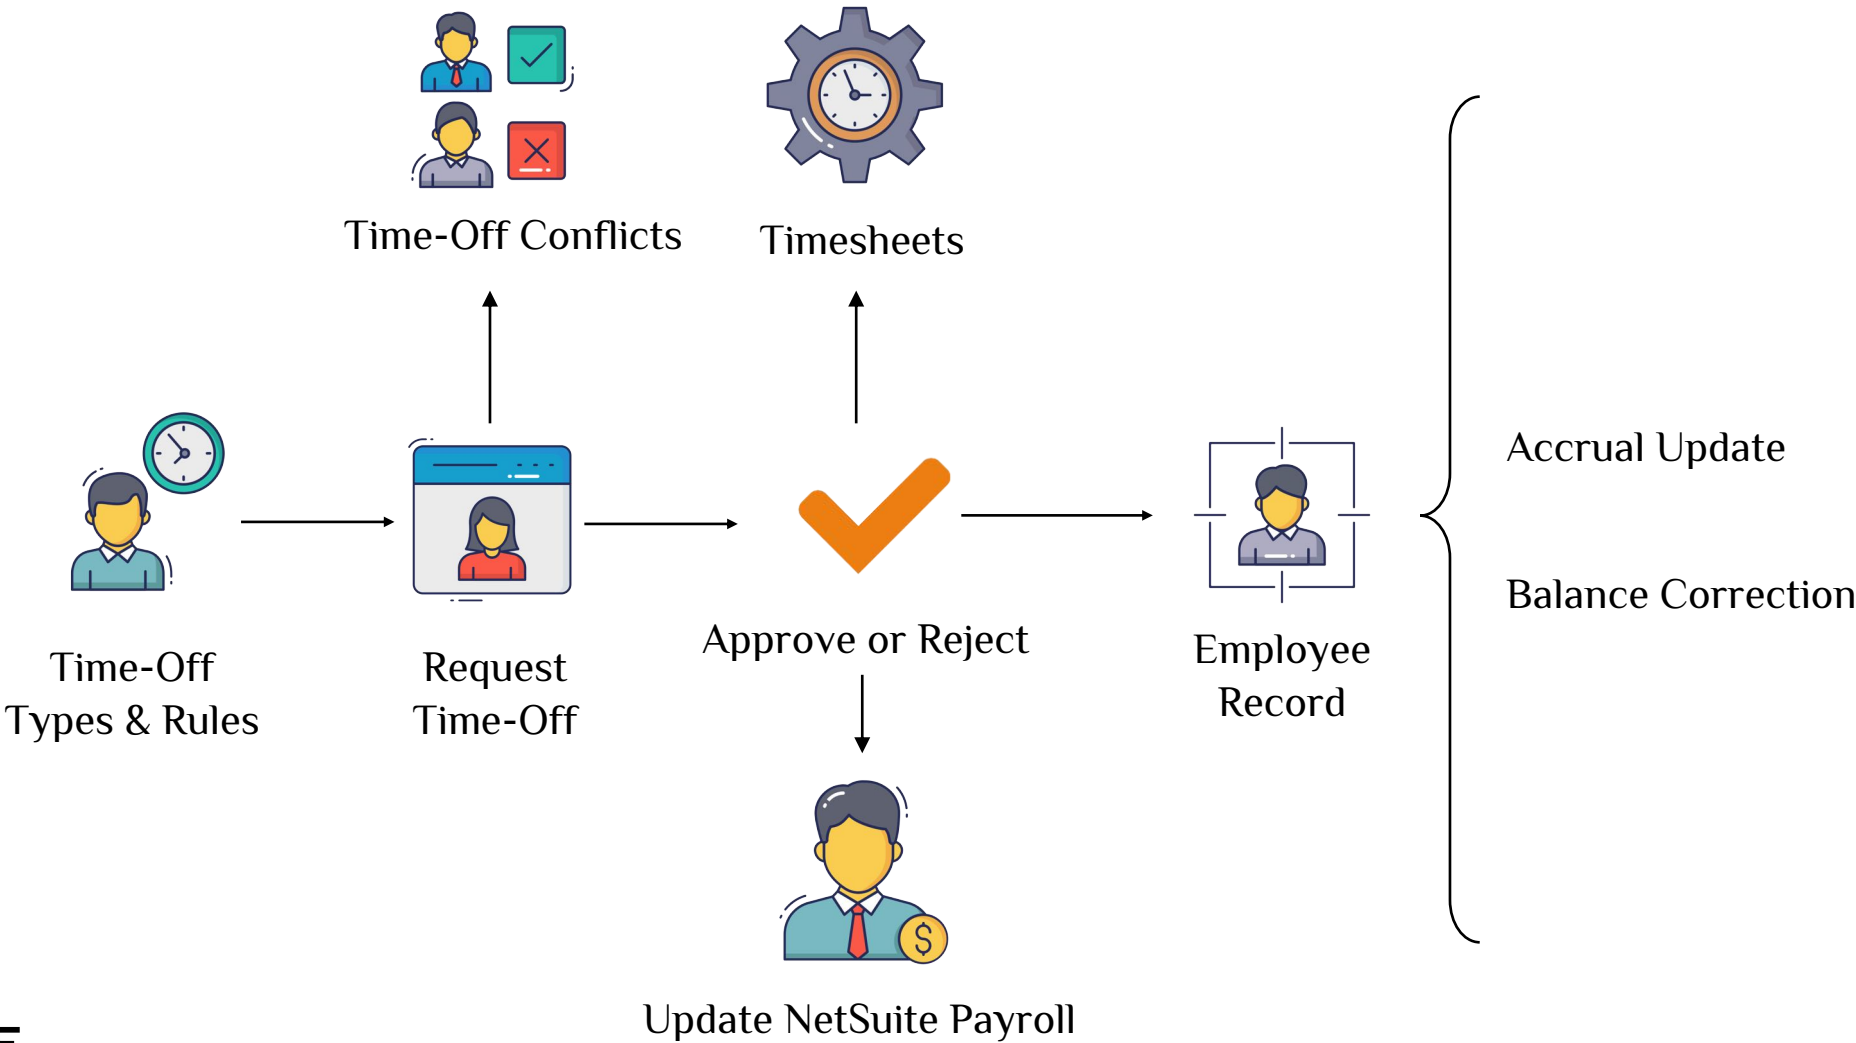 Time-Off Conflicts
Timesheets
Time-Off
Types & Rules
Request
Time-Off
Approve or Reject
Employee
Record
Accrual Update
Balance Correction
$
Update NetSuite Payroll